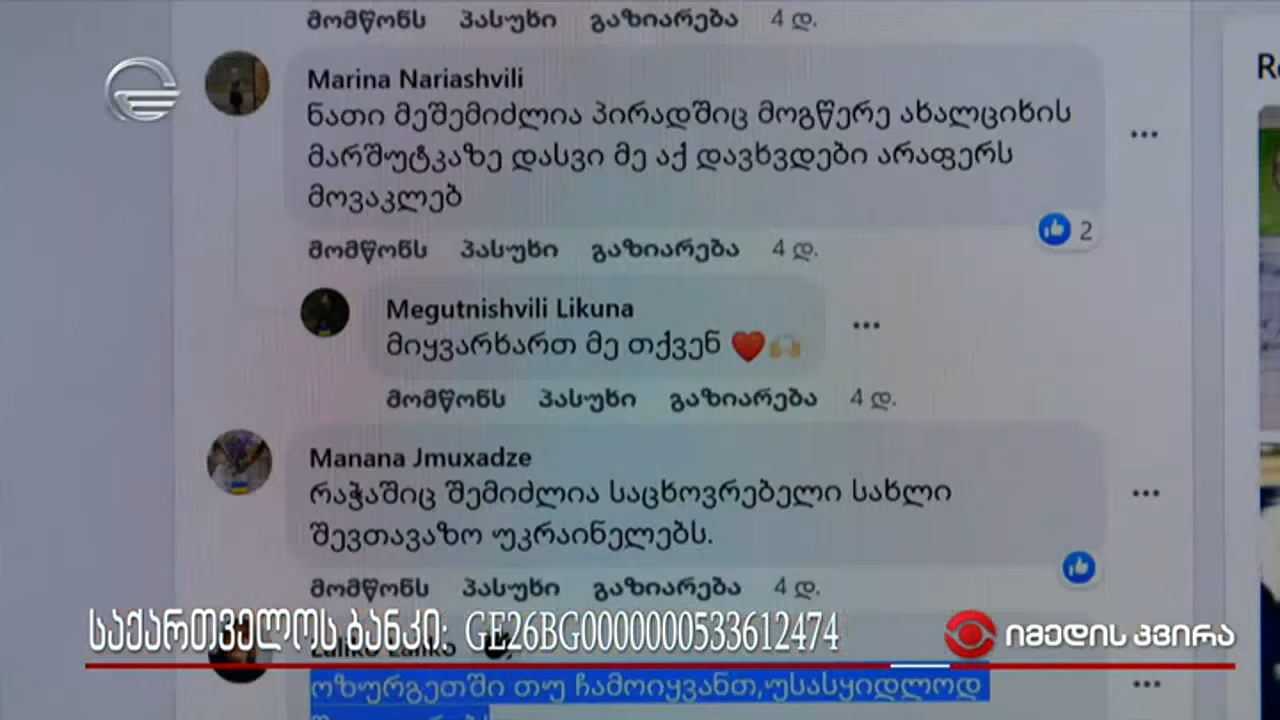 მომწონს პასუხი გაზიარება 4 დ.
Marina Nariashvili
ნათი მეშემიძლია პირადშიც მოგწერე ახალციხის
მარშუტკაზე დასვი მე აქ დავხვდები არაფერს
მოვაკლებ
2
მომწონს პასუხი გაზიარება 4 დ.
Megutnishvili Likuna
მიყვარხართ მე თქვენ
მომწონს პასუხი გაზიარება 4 დ.
Manana Jmuxadze
რაჭაშიც შემიძლია საცხოვრებელი სახლი
შევთავაზო უკრაინელებს.
მომწონს პასუხი გაზიარება 4 დ.
საქართველოს ბანკი: GE26BG0000000533612474
იმედის კვირა
ოზურგეთში თუ ჩამოიყვანთ,უსასყიდლოდ